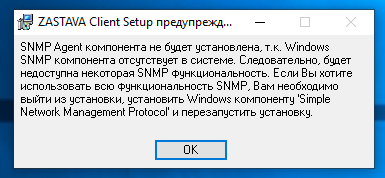 ZASTAVA Client Setup предупрежд...
SNMP Agent компонента не будет установлена, т.к. Windows
SNMP компонента отсутствует в системе. Следовательно, будет
недоступна некоторая SNMP функциональность. Если Вы хотите
использовать всю функциональность SNMP, Вам необходимо
выйти из установки, установить Windows компоненту 'Simple
Network Management Protocol' и перезапустить установку.
OK